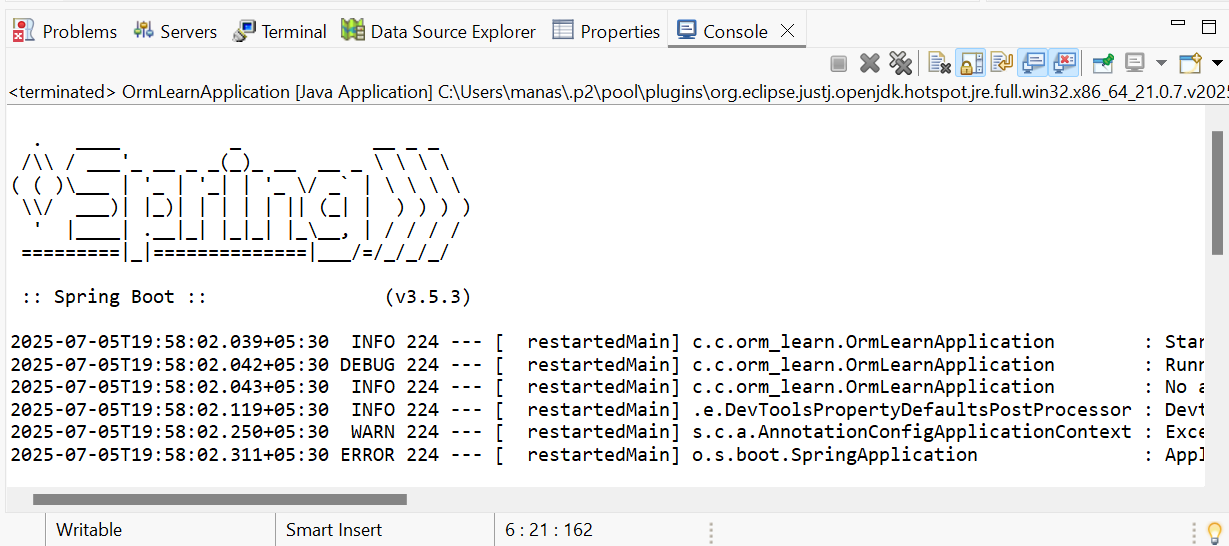 Problems Servers Terminal Data Source Explorer Properties Console
<terminated> OrmLearnApplication [Java Application] C:\Users\manas\.p2\pool\plugins\org.eclipse.justj.openjdk.hotspot.jre.full.win32.x86_64_21.0.7.v2025
  .   ____          _            __ _ _
 /\\ / ___'_ __ _ _(_)_ __  __ _ \ \ \ \
( ( )\___ | '_ | '_| | '_ \/ _` | \ \ \ \
 \\/  ___)| |_)| | | | | || (_| |  ) ) ) )
  '  |____| .__|_| |_|_| |_\__, | / / / /
 =========|_|==============|___/=/_/_/_/
 :: Spring Boot ::                (v3.5.3)
2025-07-05T19:58:02.039+05:30  INFO 224 --- [  restartedMain] c.c.orm_learn.OrmLearnApplication        : Star
2025-07-05T19:58:02.042+05:30 DEBUG 224 --- [  restartedMain] c.c.orm_learn.OrmLearnApplication        : Runn
2025-07-05T19:58:02.043+05:30  INFO 224 --- [  restartedMain] c.c.orm_learn.OrmLearnApplication        : No a
2025-07-05T19:58:02.119+05:30  INFO 224 --- [  restartedMain] .e.DevToolsPropertyDefaultsPostProcessor : Devt
2025-07-05T19:58:02.250+05:30  WARN 224 --- [  restartedMain] s.c.a.AnnotationConfigApplicationContext : Exce
2025-07-05T19:58:02.311+05:30 ERROR 224 --- [  restartedMain] o.s.boot.SpringApplication               : Appl
Writable Smart Insert 6 : 21 : 162